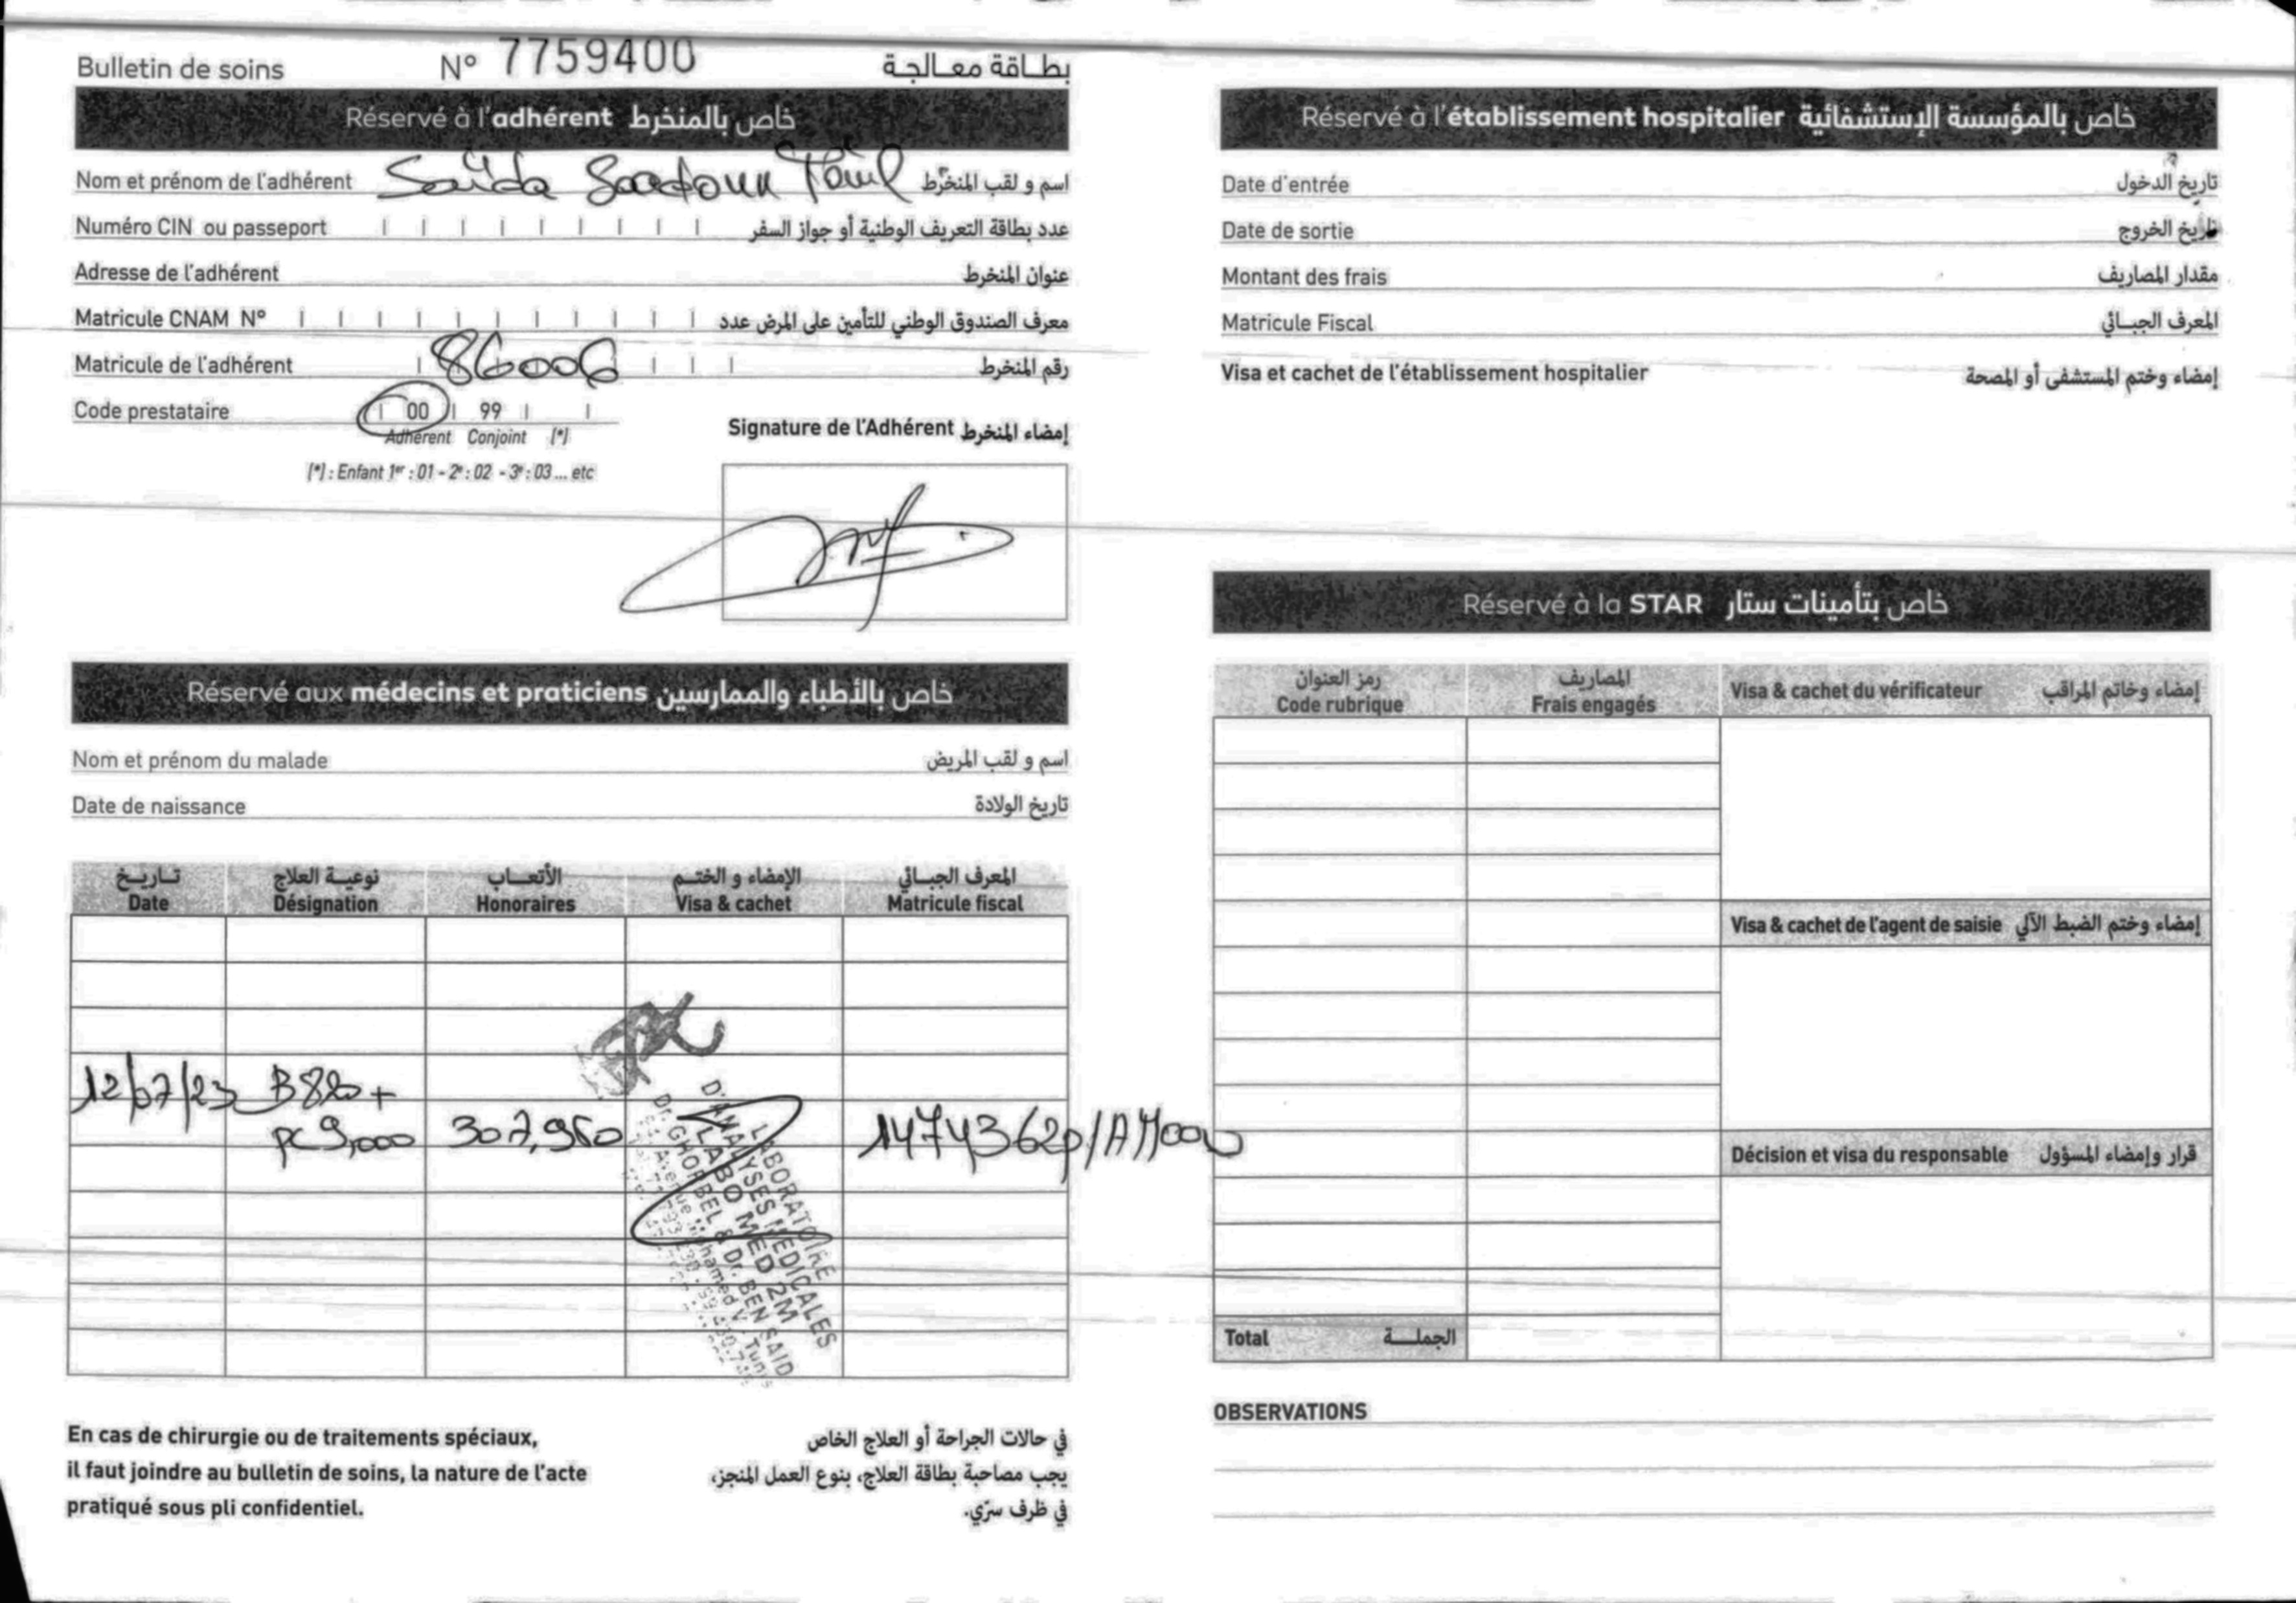 Bulletin de soins N° 7759400 بطاقة معالجة
Réservé à l'adhérent خاص بالمنخرط
Nom et prénom de l'adhérent Saïda Saadoun اسم و لقب المنخرط
Numéro CIN ou passeport عدد بطاقة التعريف الوطنية أو جواز السفر
Adresse de l'adhérent عنوان المنخرط
Matricule CNAM N° معرف الصندوق الوطني للتأمين على المرض عدد
Matricule de l'adhérent 86006 رقم المنخرط
Code prestataire 00 99
Adhérent Conjoint (*)
(*) : Enfant 1er : 01 - 2e : 02 - 3e : 03 ... etc
Signature de l'Adhérent إمضاء المنخرط
Réservé aux médecins et praticiens خاص بالأطباء والممارسين
Nom et prénom du malade اسم و لقب المريض
Date de naissance تاريخ الولادة
تاريخ نوعية العلاج الأتعاب الإمضاء و الختم المعرف الجبائي
Date Désignation Honoraires Visa & cachet Matricule fiscal
12/07/23 B820+
PC 9,000 307,960 1474362p/AM000
LABORATOIRE
D'ANALYSES MEDICALES
LABO MED 2M
Dr. GHORBEL & Dr. BEN SAID
Avenue Mohamed V - Tunis
En cas de chirurgie ou de traitements spéciaux,
il faut joindre au bulletin de soins, la nature de l'acte
pratiqué sous pli confidentiel.
في حالات الجراحة أو العلاج الخاص
يجب مصاحبة بطاقة العلاج، بنوع العمل المنجز،
في ظرف سرّي.
Réservé à l'établissement hospitalier خاص بالمؤسسة الإستشفائية
Date d'entrée تاريخ الدخول
Date de sortie تاريخ الخروج
Montant des frais مقدار المصاريف
Matricule Fiscal المعرف الجبائي
Visa et cachet de l'établissement hospitalier إمضاء وختم المستشفى أو المصحة
Réservé à la STAR خاص بتأمينات ستار
رمز العنوان المصاريف
Code rubrique Frais engagés
Visa & cachet du vérificateur إمضاء وخاتم المراقب
Visa & cachet de l'agent de saisie إمضاء وختم الضبط الآلي
Décision et visa du responsable قرار وإمضاء المسؤول
Total الجملة
OBSERVATIONS